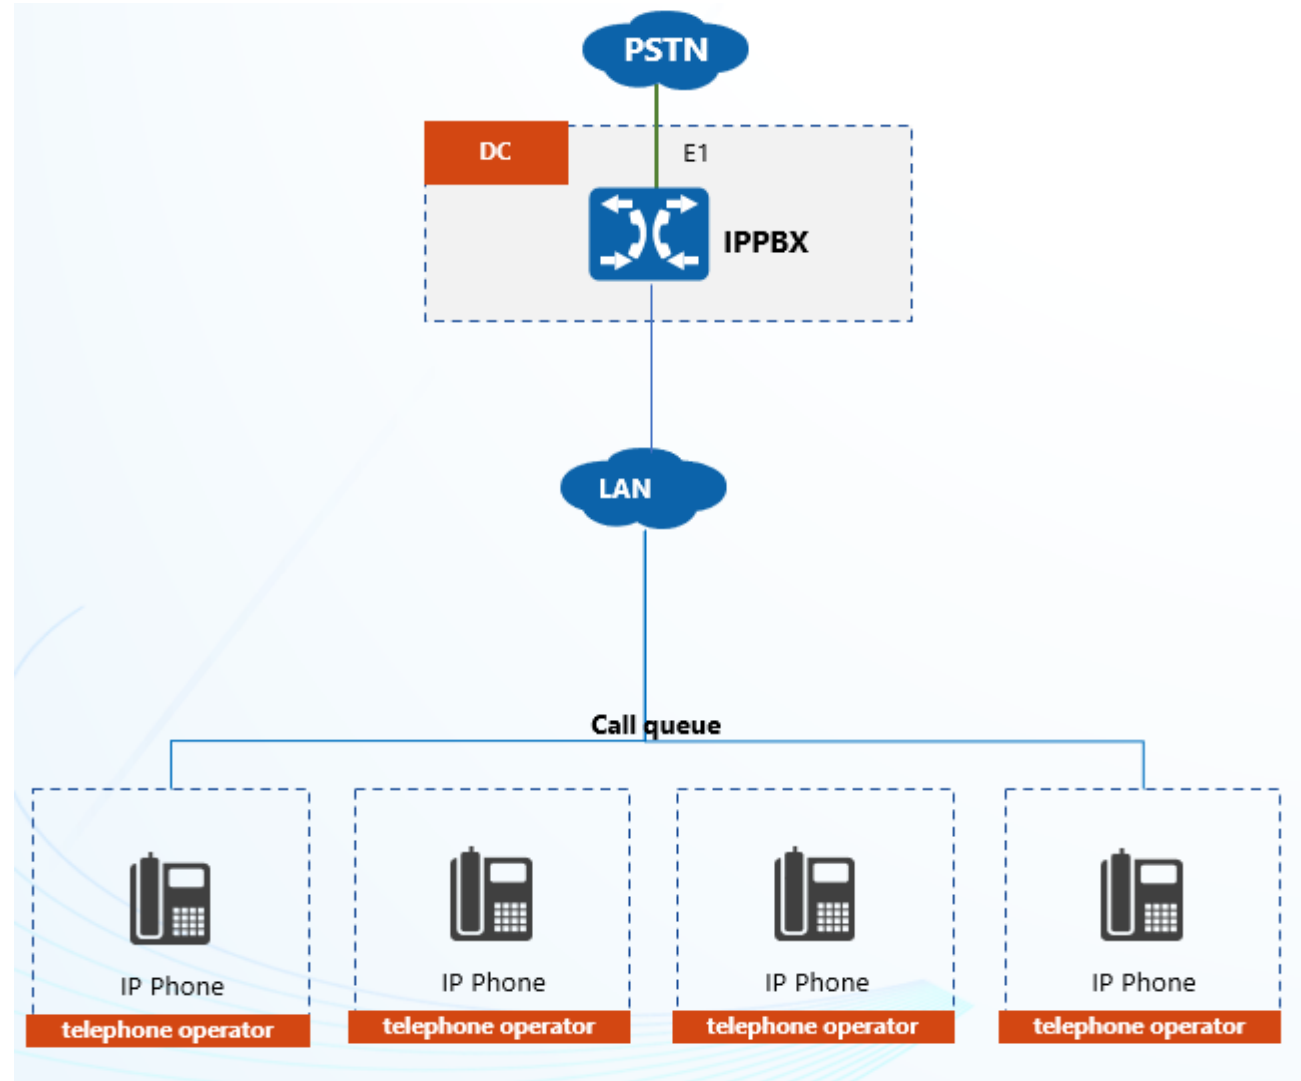 PSTN
DC
E1
IPPBX
LAN
Call queue
IP Phone
telephone operator
IP Phone
telephone operator
IP Phone
telephone operator
IP Phone
telephone operator